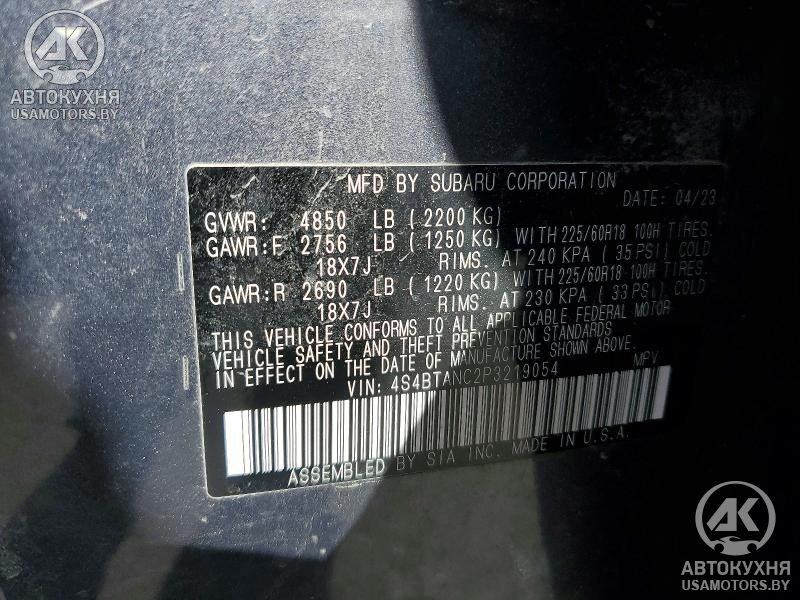 AK
АВТОКУХНЯ
USAMOTORS.BY
MFD BY SUBARU CORPORATION
DATE: 04/23
GVWR: 4850 LB ( 2200 KG)
GAWR:F 2756 LB ( 1250 KG) WITH 225/60R18 100H TIRES.
18X7J RIMS. AT 240 KPA ( 35 PSI) COLD
GAWR:R 2690 LB ( 1220 KG) WITH 225/60R18 100H TIRES.
18X7J RIMS. AT 230 KPA ( 33 PSI) COLD
THIS VEHICLE CONFORMS TO ALL APPLICABLE FEDERAL MOTOR
VEHICLE SAFETY AND THEFT PREVENTION STANDARDS
IN EFFECT ON THE DATE OF MANUFACTURE SHOWN ABOVE.
VIN: 4S4BTANC2P3219054 MPV
ASSEMBLED BY SIA INC. MADE IN U.S.A.
AK
АВТОКУХНЯ
USAMOTORS.BY